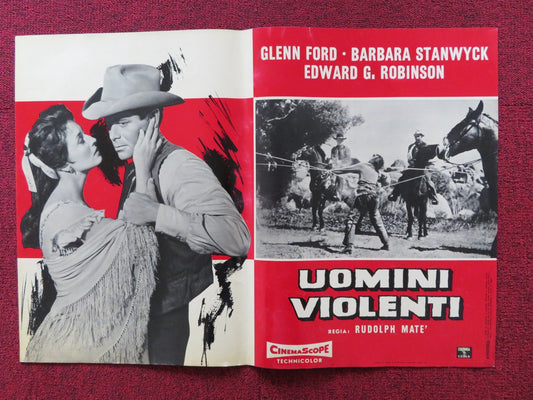 GLENN FORD · BARBARA STANWYCK
EDWARD G. ROBINSON
UOMINI
VIOLENTI
REGIA: RUDOLPH MATE'
CINEMASCOPE
TECHNICOLOR